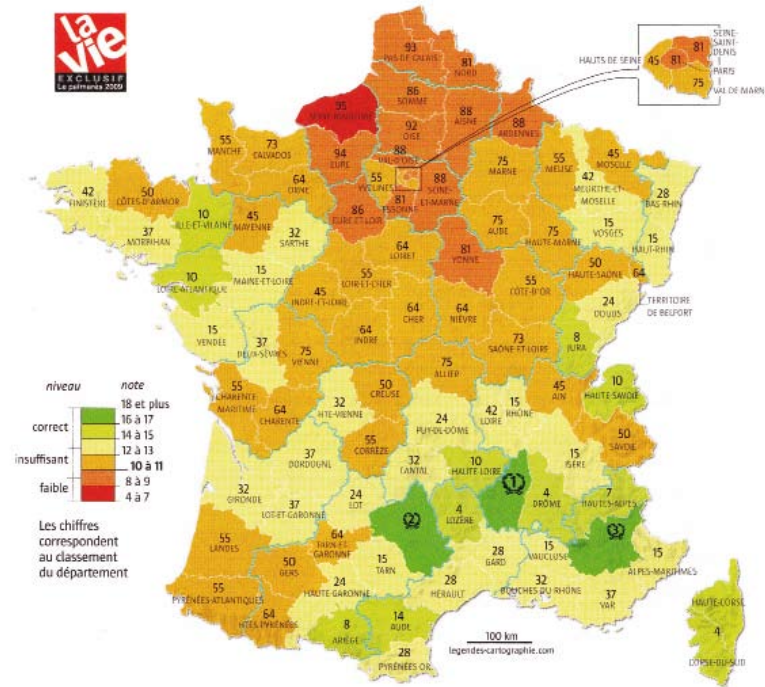 la
vie
EXCLUSIF
Le palmarès 2009
93
PAS-DE-CALAIS
81
NORD
86
SOMME
95
SEINE-MARITIME
92
OISE
88
AISNE
88
ARDENNES
HAUTS DE SEINE
45
81
SEINE-
SAINT-
DENIS
81
PARIS
75
VAL-DE-MARN
55
MANCHE
73
CALVADOS
94
EURE
88
VAL-D'OISE
64
ORNE
55
YVELINES
88
SEINE-
ET-MARNE
81
ESSONNE
86
EURE ET LOIR
75
MARNE
55
MEUSE
45
MOSELLE
42
MEURTHE-ET-
MOSELLE
28
BAS-RHIN
42
FINISTÈRE
50
CÔTES-D'ARMOR
10
ILLE-ET-VILAINE
37
MORBIHAN
45
MAYENNE
32
SARTHE
75
AUBE
75
HAUTE-MARNE
15
VOSGES
15
HAUT-RHIN
64
LOIRET
81
YONNE
50
HAUTE-SAÔNE
64
TERRITOIRE
DE BELFORT
10
LOIRE-ATLANTIQUE
15
MAINE-ET-LOIRE
45
INDRE-ET-LOIRE
55
LOIR-ET-CHER
64
CHER
64
NIÈVRE
55
CÔTE-D'OR
24
DOUBS
15
VENDÉE
37
DEUX-SÈVRES
75
VIENNE
64
INDRE
73
SAÔNE-ET-LOIRE
8
JURA
75
ALLIER
55
CHARENTE
MARITIME
64
CHARENTE
32
HTE-VIENNE
50
CREUSE
45
AIN
10
HAUTE-SAVOIE
24
PUY-DE-DÔME
42
LOIRE
15
RHÔNE
50
SAVOIE
niveau
note
18 et plus
16 à 17
correct
14 à 15
12 à 13
insuffisant
10 à 11
8 à 9
faible
4 à 7
Les chiffres
correspondent
au classement
du département
37
DORDOGNE
55
CORRÈZE
32
CANTAL
10
HAUTE LOIRE
15
ISÈRE
32
GIRONDE
37
LOT-ET-GARONNE
24
LOT
2
4
LOZÈRE
1
4
DRÔME
7
HAUTES-ALPES
3
55
LANDES
50
GERS
64
TARN-ET-
GARONNE
15
TARN
28
GARD
15
VAUCLUSE
15
ALPES-MARITIMES
55
PYRÉNÉES-ATLANTIQUES
64
HTES PYRÉNÉES
24
HAUTE-GARONNE
28
HÉRAULT
32
BOUCHES DU RHÔNE
37
VAR
8
ARIÈGE
14
AUDE
28
PYRÉNÉES OR.
HAUTE-CORSE
4
CORSE-DU-SUD
100 km
legendes-cartographie.com